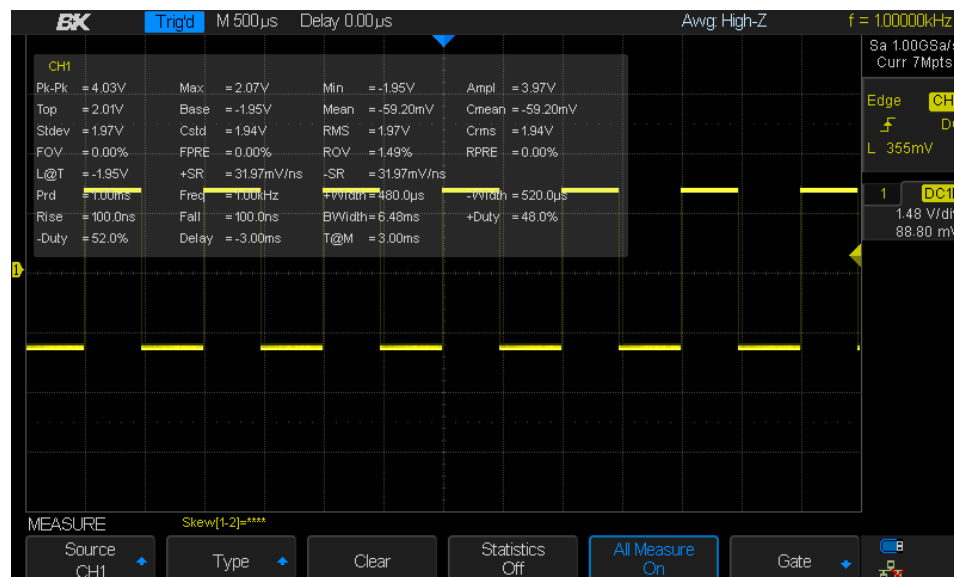 BK Trig'd M 500µs Delay 0.00µs Awg: High-Z f = 1.00000kHz
Sa 1.00GSa/s
Curr 7Mpts
Edge CH
D
L 355mV
1 DC1
1.48 V/di
88.80 mV
CH1
Pk-Pk =4.03V Max =2.07V Min =-1.95V Ampl =3.97V
Top =2.01V Base =-1.95V Mean =-59.20mV Cmean =-59.20mV
Stdev =1.97V Cstd =1.94V RMS =1.97V Crms =1.94V
FOV =0.00% FPRE =0.00% ROV =1.49% RPRE =0.00%
L@T =-1.95V +SR =31.97mV/ns -SR =31.97mV/ns
Prd =1.00ms Freq =1.00kHz +Width=480.0µs -Width =520.0µs
Rise =100.0ns Fall =100.0ns BWidth=6.48ms +Duty =48.0%
-Duty =52.0% Delay =-3.00ms T@M =3.00ms
1
MEASURE Skew[1-2]=****
Source
CH1
Type
Clear
Statistics
Off
All Measure
On
Gate